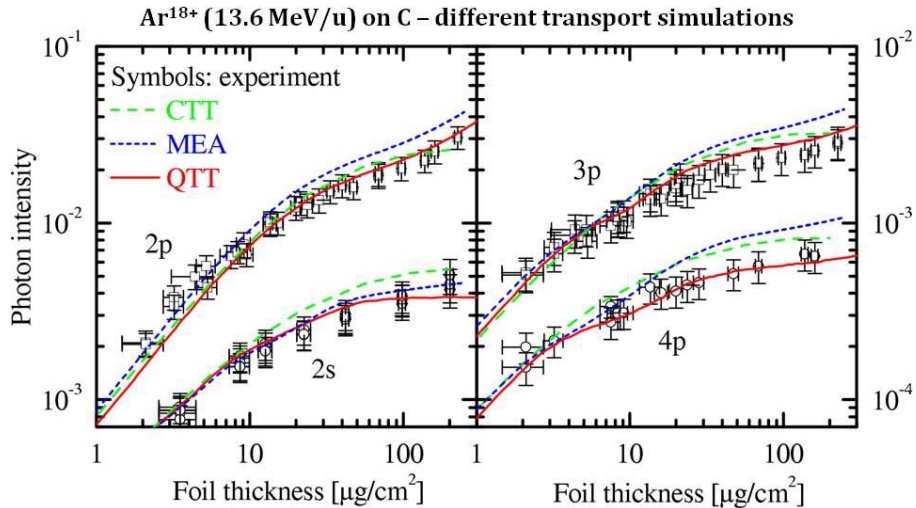 Ar¹⁸⁺ (13.6 MeV/u) on C – different transport simulations
10⁻¹
10⁻²
10⁻³
Photon intensity
Symbols: experiment
CTT
MEA
QTT
2p
2s
1
10
100
Foil thickness [µg/cm²]
3p
4p
1
10
100
Foil thickness [µg/cm²]
10⁻²
10⁻³
10⁻⁴